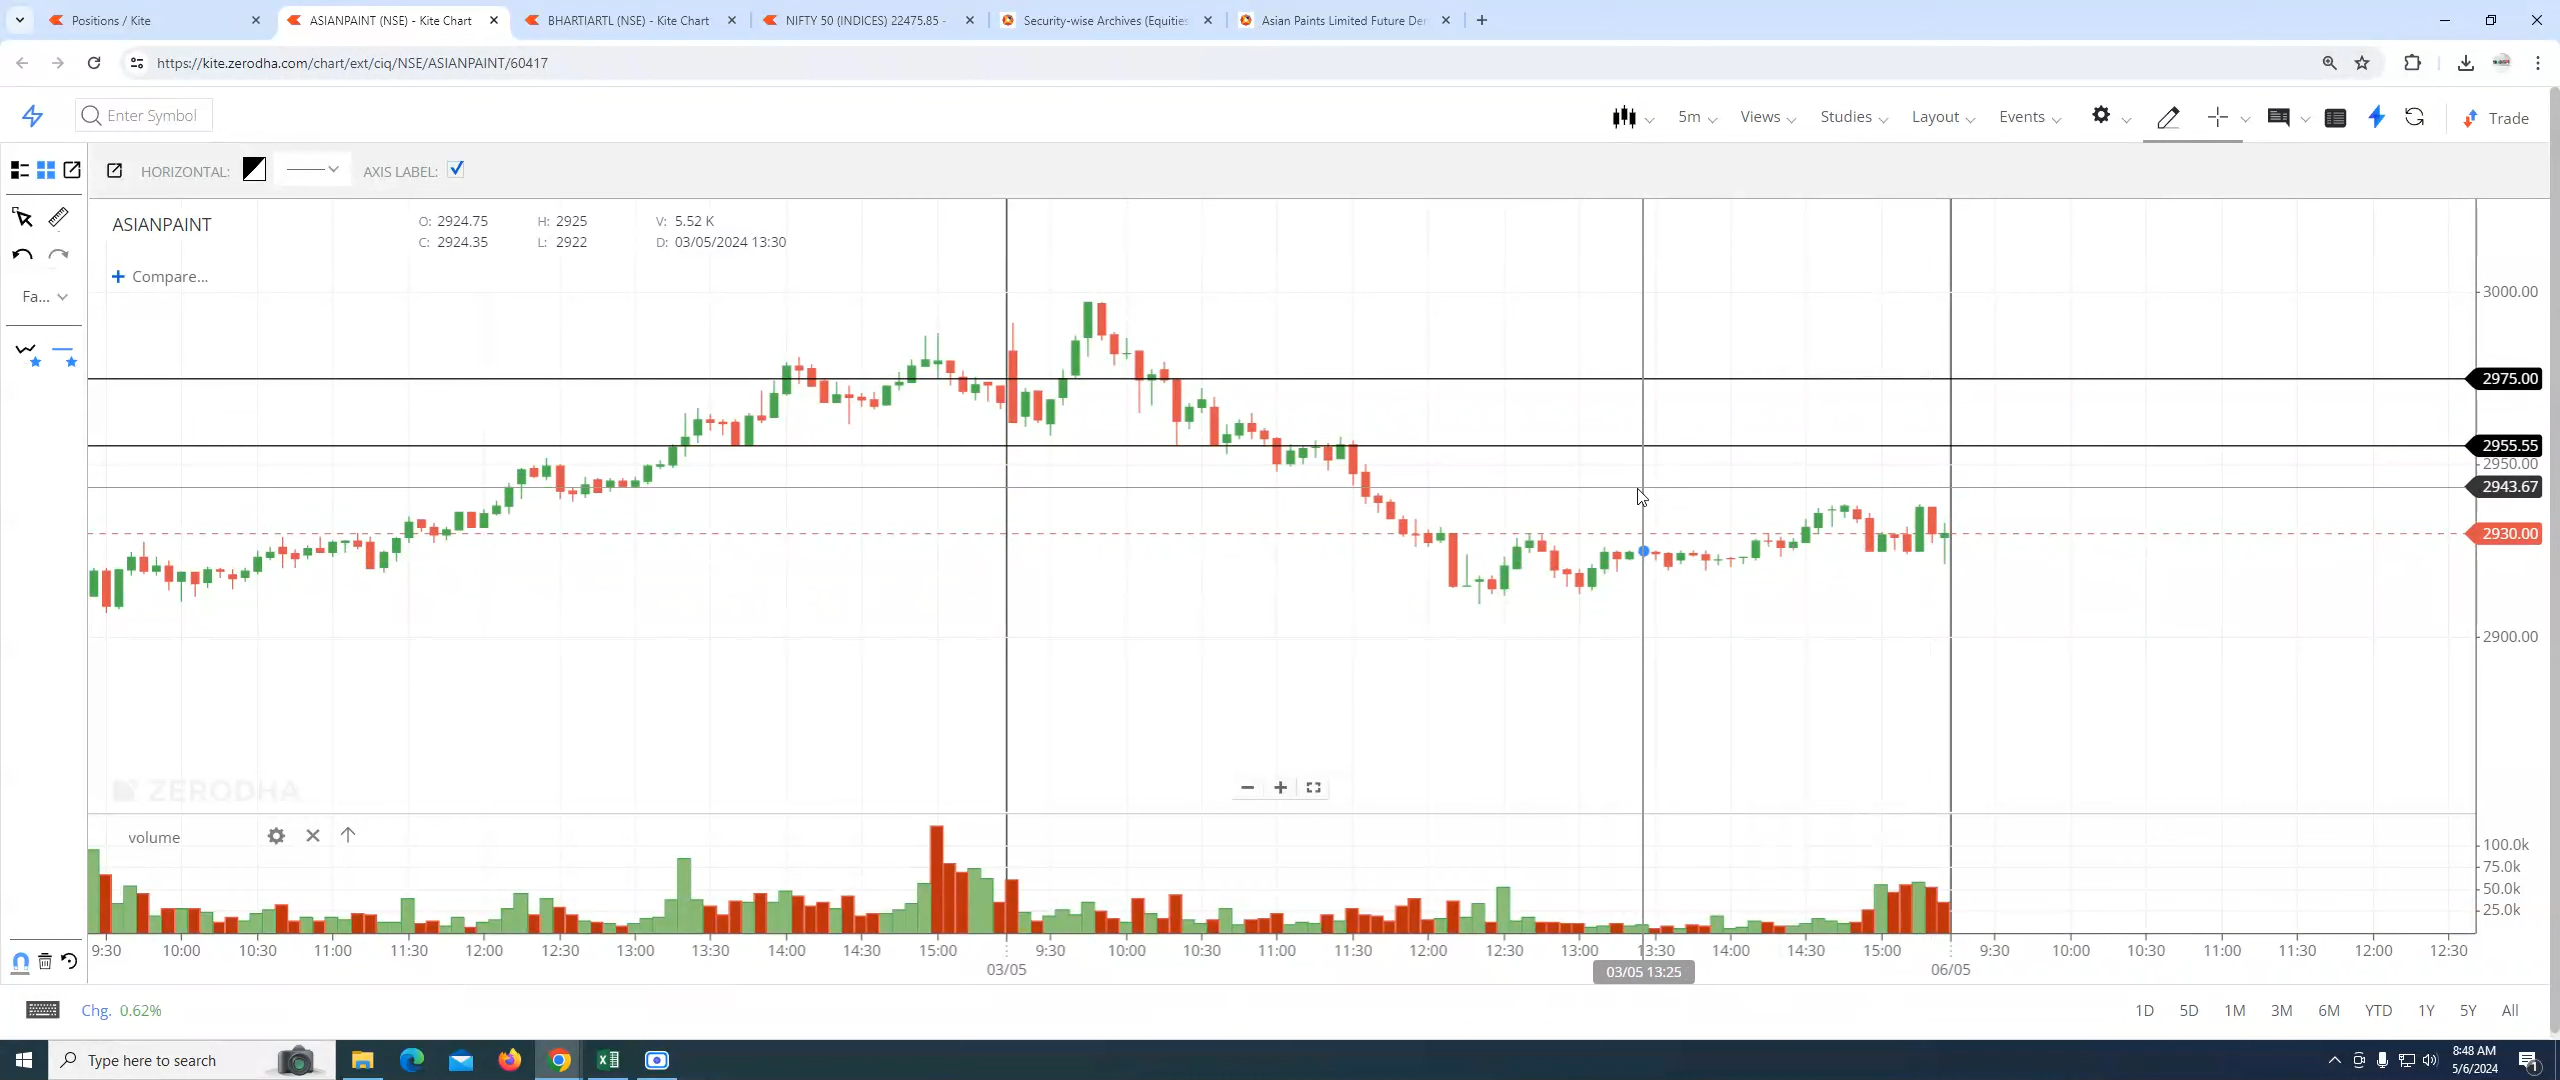 Positions / Kite
ASIANPAINT (NSE) - Kite Chart
BHARTIARTL (NSE) - Kite Chart
NIFTY 50 (INDICES) 22475.85 -
Security-wise Archives (Equities
Asian Paints Limited Future Der
https://kite.zerodha.com/chart/ext/ciq/NSE/ASIANPAINT/60417
Enter Symbol
5m
Views
Studies
Layout
Events
Trade
HORIZONTAL:
AXIS LABEL:
ASIANPAINT
O: 2924.75 H: 2925 V: 5.52 K
C: 2924.35 L: 2922 D: 03/05/2024 13:30
+ Compare...
Fa...
3000.00
2975.00
2955.55
2950.00
2943.67
2930.00
2900.00
ZERODHA
volume
100.0k
75.0k
50.0k
25.0k
9:30 10:00 10:30 11:00 11:30 12:00 12:30 13:00 13:30 14:00 14:30 15:00 9:30 10:00 10:30 11:00 11:30 12:00 12:30 13:00 13:30 14:00 14:30 15:00 9:30 10:00 10:30 11:00 11:30 12:00 12:30
03/05 03/05 13:25 06/05
Chg. 0.62%
1D 5D 1M 3M 6M YTD 1Y 5Y All
Type here to search
8:48 AM
5/6/2024
1